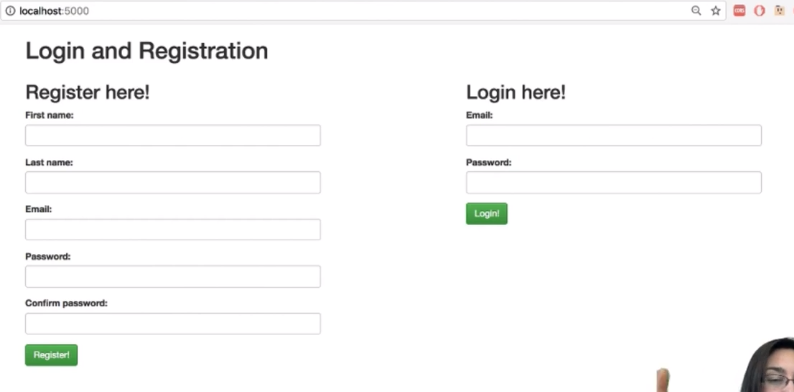 localhost:5000
Login and Registration
Register here!
First name:
Last name:
Email:
Password:
Confirm password:
Register!
Login here!
Email:
Password:
Login!